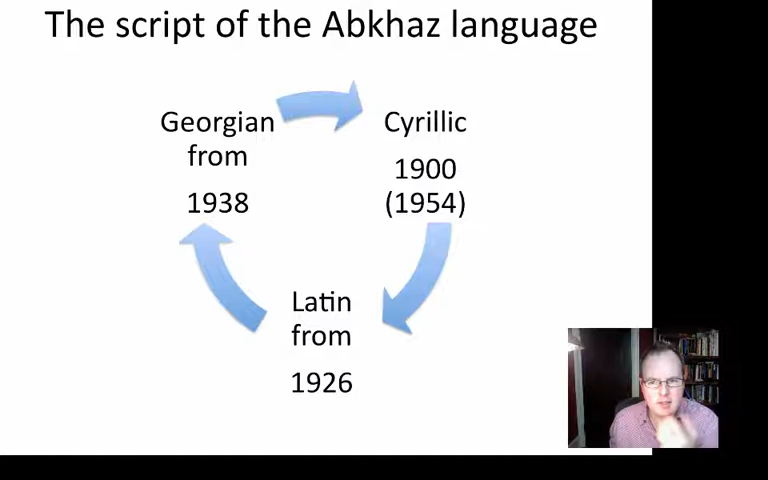 The script of the Abkhaz language
Georgian
from
1938
Cyrillic
1900
(1954)
Latin
from
1926